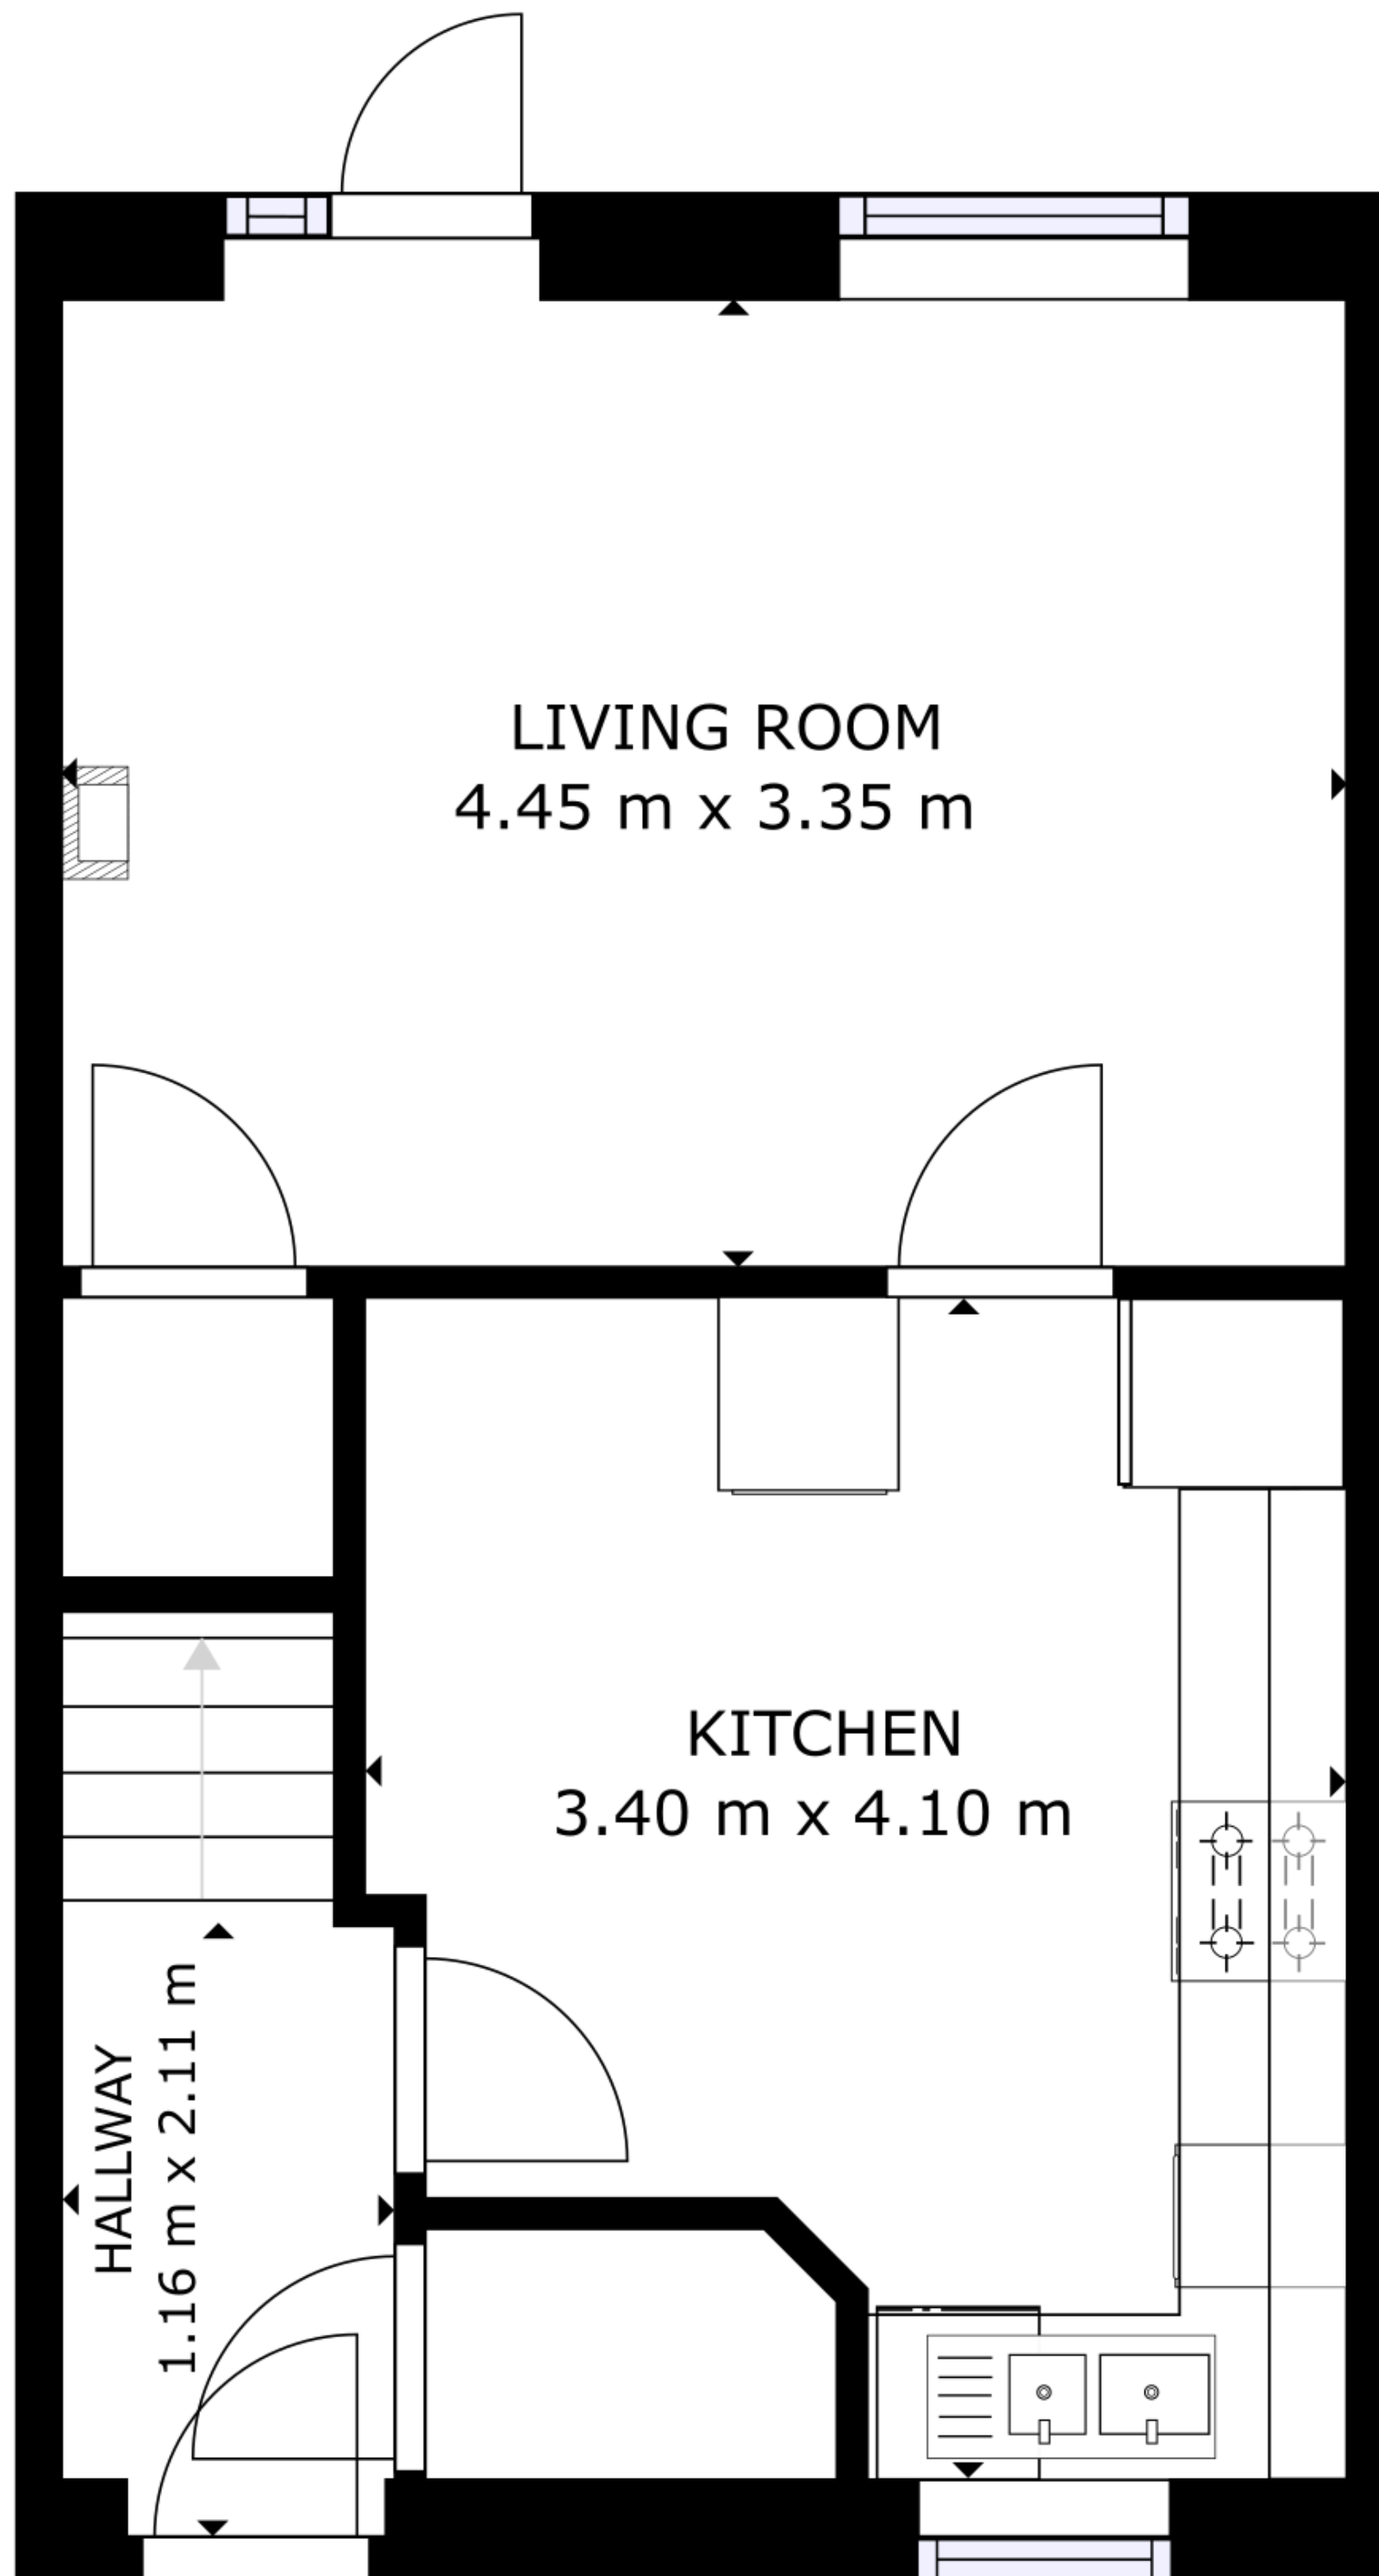 LIVING ROOM
4.45 m x 3.35 m
KITCHEN
3.40 m x 4.10 m
HALLWAY
1.16 m x 2.11 m